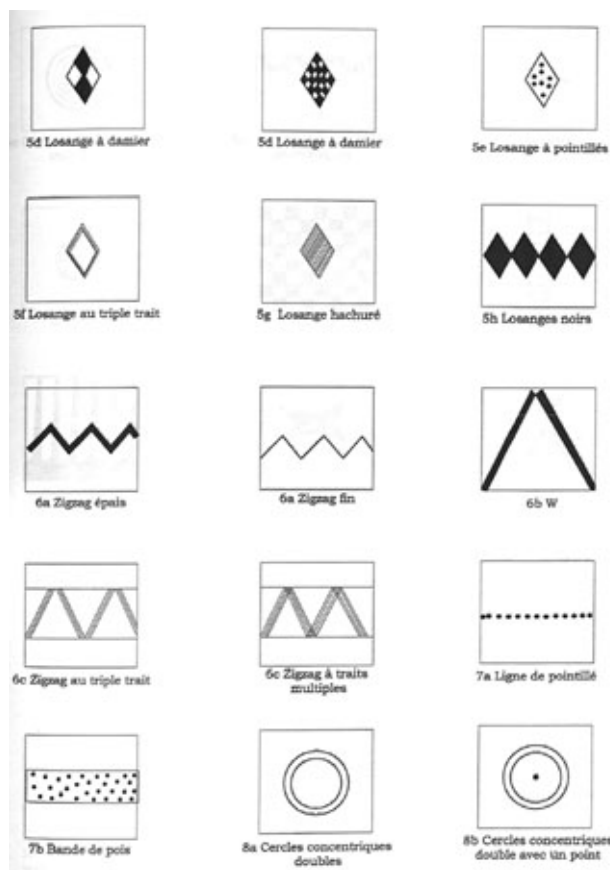 5d Losange à damier
5d Losange à damier
5e Losange à pointillés
5f Losange au triple trait
5g Losange hachuré
5h Losanges noirs
6a Zigzag épais
6a Zigzag fin
6b W
6c Zigzag au triple trait
6c Zigzag à traits
multiples
7a Ligne de pointillé
7b Bande de pois
8a Cercles concentriques
doubles
8b Cercles concentriques
double avec un point